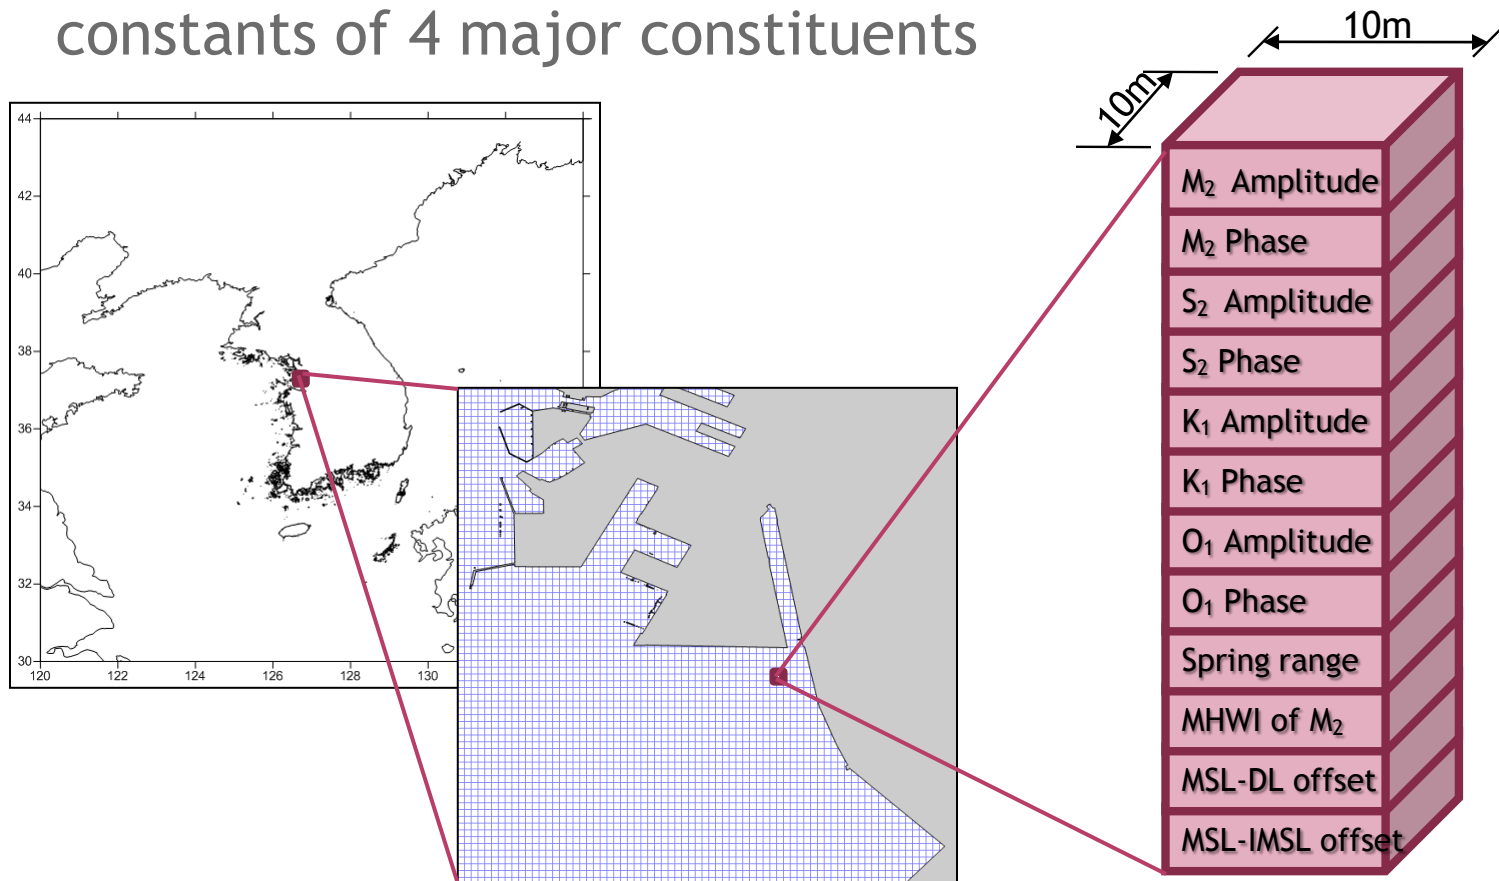 constants of 4 major constituents
10m
10m
44
42
40
38
36
34
32
30
120
122
124
126
128
130
M₂ Amplitude
M₂ Phase
S₂ Amplitude
S₂ Phase
K₁ Amplitude
K₁ Phase
O₁ Amplitude
O₁ Phase
Spring range
MHWI of M₂
MSL-DL offset
MSL-IMSL offset